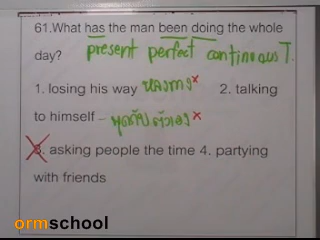 61.What has the man been doing the whole
day? present perfect continuous T.
1. losing his way หลงทาง × 2. talking
to himself – พูดกับตัวเอง ×
3. asking people the time 4. partying
with friends
ormschool